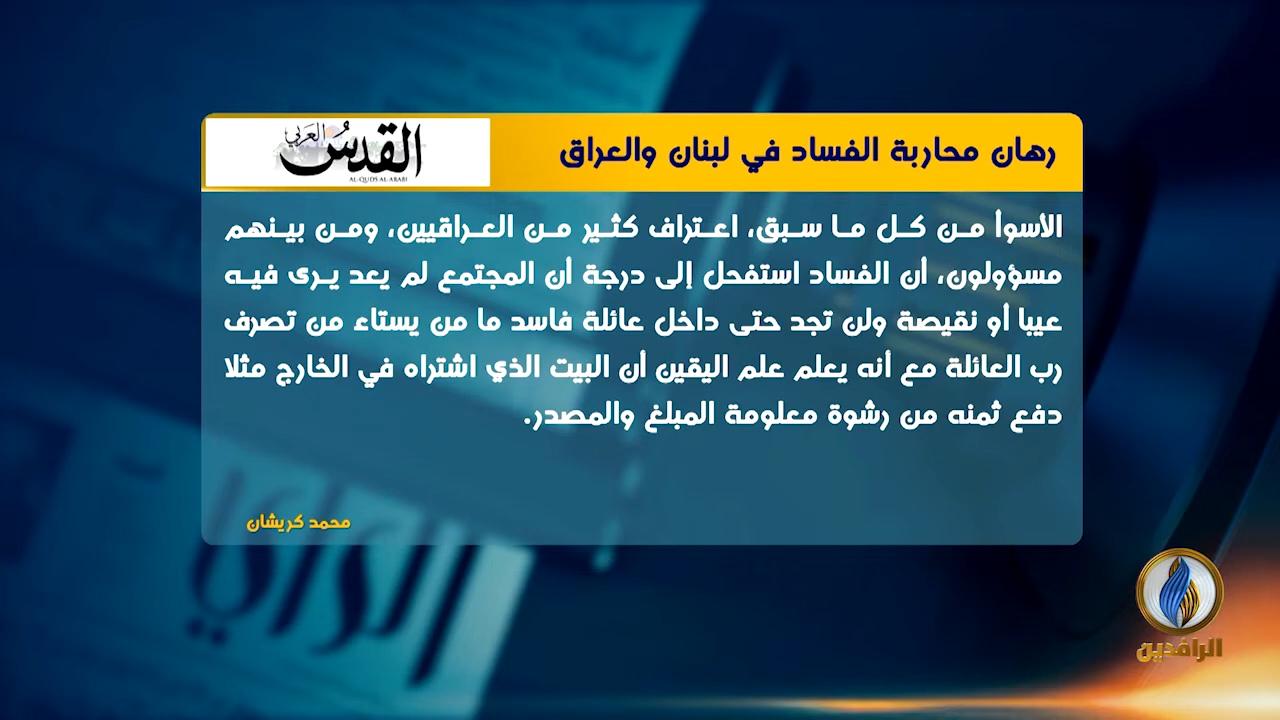 رهان محاربة الفساد في لبنان والعراق
القدس العربي
AL-QUDS AL-ARABI
الأسوأ من كل ما سبق، اعتراف كثير من العراقيين، ومن بينهم
مسؤولون، أن الفساد استفحل إلى درجة أن المجتمع لم يعد يرى فيه
عيبا أو نقيصة ولن تجد حتى داخل عائلة فاسد ما من يستاء من تصرف
رب العائلة مع أنه يعلم علم اليقين أن البيت الذي اشتراه في الخارج مثلا
دفع ثمنه من رشوة معلومة المبلغ والمصدر.
محمد كريشان
الرأي
الرافدين